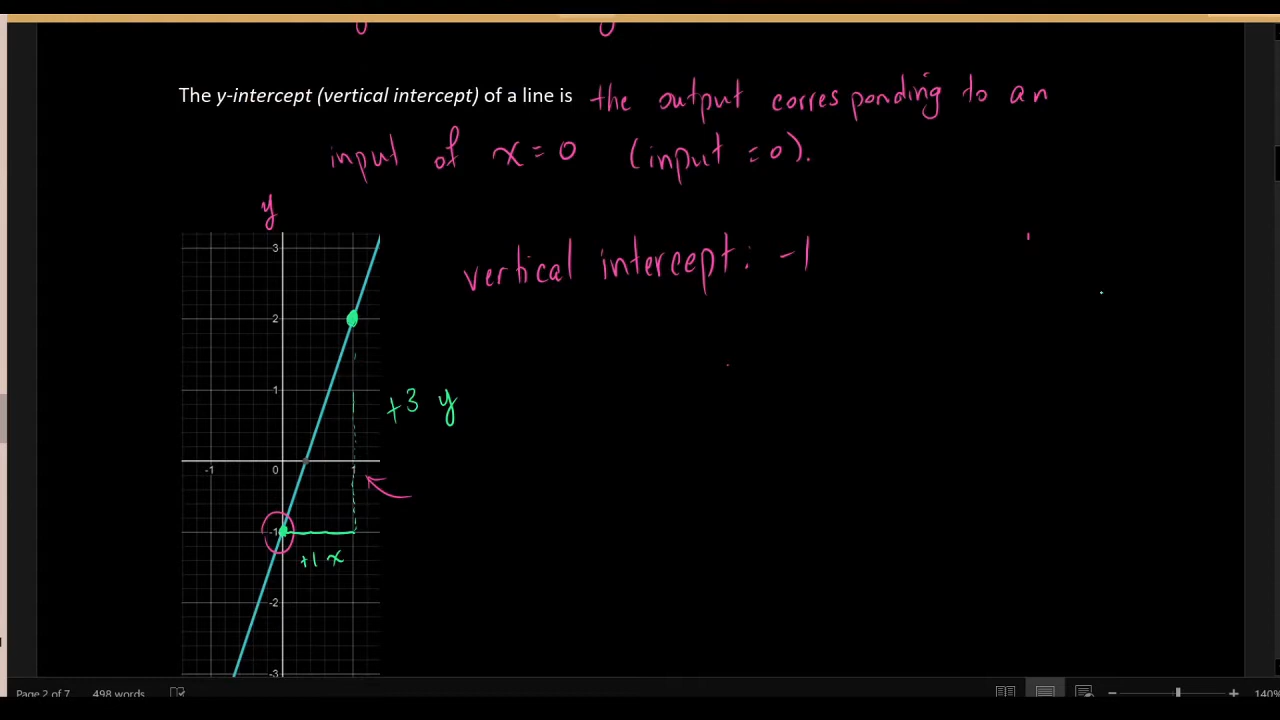 The y-intercept (vertical intercept) of a line is the output corresponding to an
input of x = 0 (input = 0).
y
vertical intercept: -1
3
2
1
+3 y
-1 0 1
-1
+1 x
-2
-3
Page 2 of 7 498 words 140%